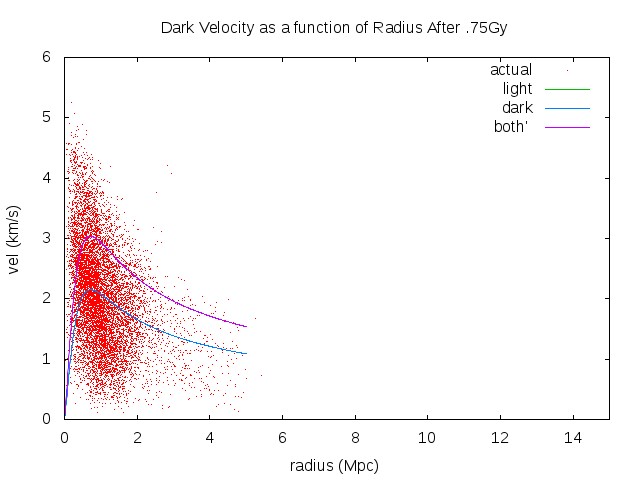 Dark Velocity as a function of Radius After .75Gy
actual
light
dark
both'
6
5
4
3
2
1
0
vel (km/s)
0 2 4 6 8 10 12 14
radius (Mpc)